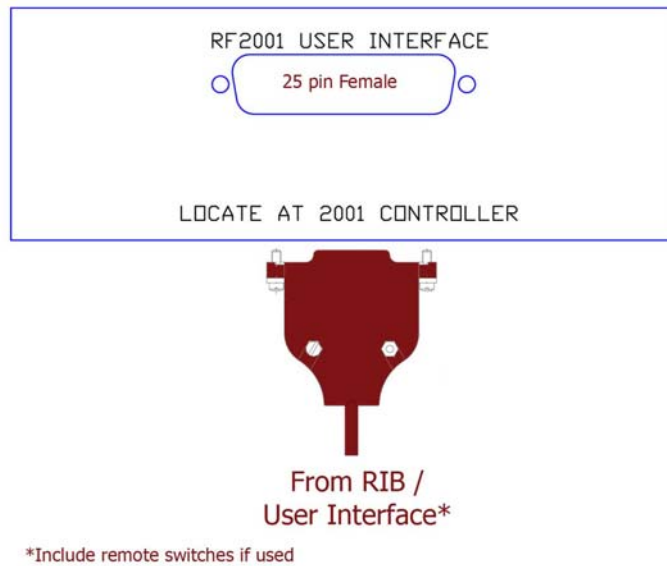 RF2001 USER INTERFACE
25 pin Female
LOCATE AT 2001 CONTROLLER
From RIB /
User Interface*
*Include remote switches if used